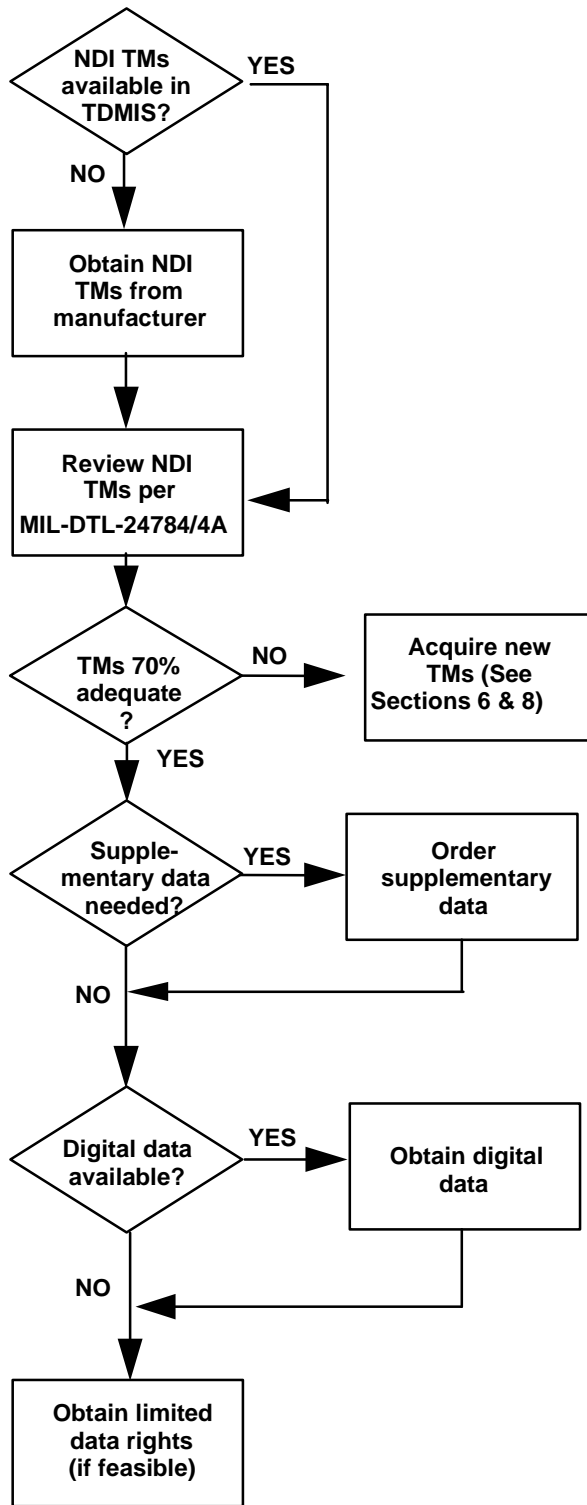 NDI TMs
available in
TDMIS?
YES
NO
Obtain NDI
TMs from
manufacturer
Review NDI
TMs per
MIL-DTL-24784/4A
TMs 70%
adequate
?
NO
Acquire new
TMs (See
Sections 6 & 8)
YES
Supple-
mentary data
needed?
YES
Order
supplementary
data
NO
Digital data
available?
YES
Obtain digital
data
NO
Obtain limited
data rights
(if feasible)